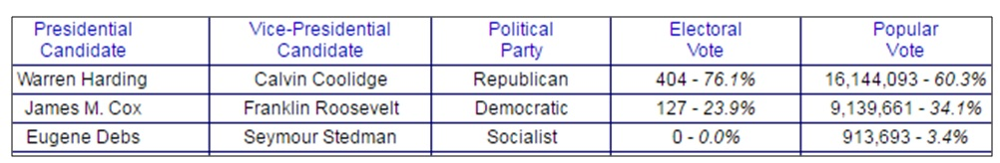 Presidential Candidate Vice-Presidential Candidate Political Party Electoral Vote Popular Vote
Warren Harding Calvin Coolidge Republican 404 - 76.1% 16,144,093 - 60.3%
James M. Cox Franklin Roosevelt Democratic 127 - 23.9% 9,139,661 - 34.1%
Eugene Debs Seymour Stedman Socialist 0 - 0.0% 913,693 - 3.4%